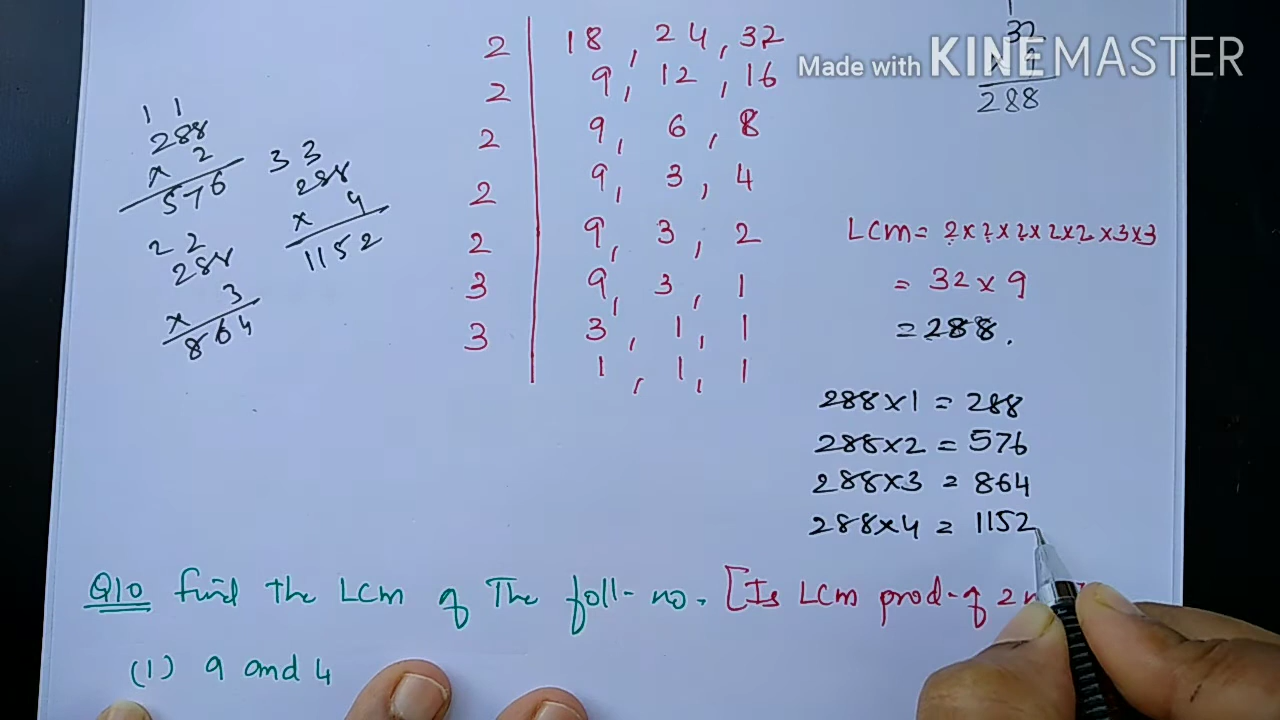 2 | 18, 24, 32
2 | 9, 12, 16
2 | 9, 6, 8
2 | 9, 3, 4
2 | 9, 3, 2
3 | 9, 3, 1
3 | 3, 1, 1
1, 1, 1
1
32
x
288
Made with KINEMASTER
1 1
288
x 2
576
3 3
288
x 4
1152
2 2
288
x 3
864
LCM = 2x2x2x2x2x3x3
= 32 x 9
= 288.
288x1 = 288
288x2 = 576
288x3 = 864
288x4 = 1152
Q10 Find the LCM of The foll- no. [Is LCM prod- of 2
(1) 9 and 4